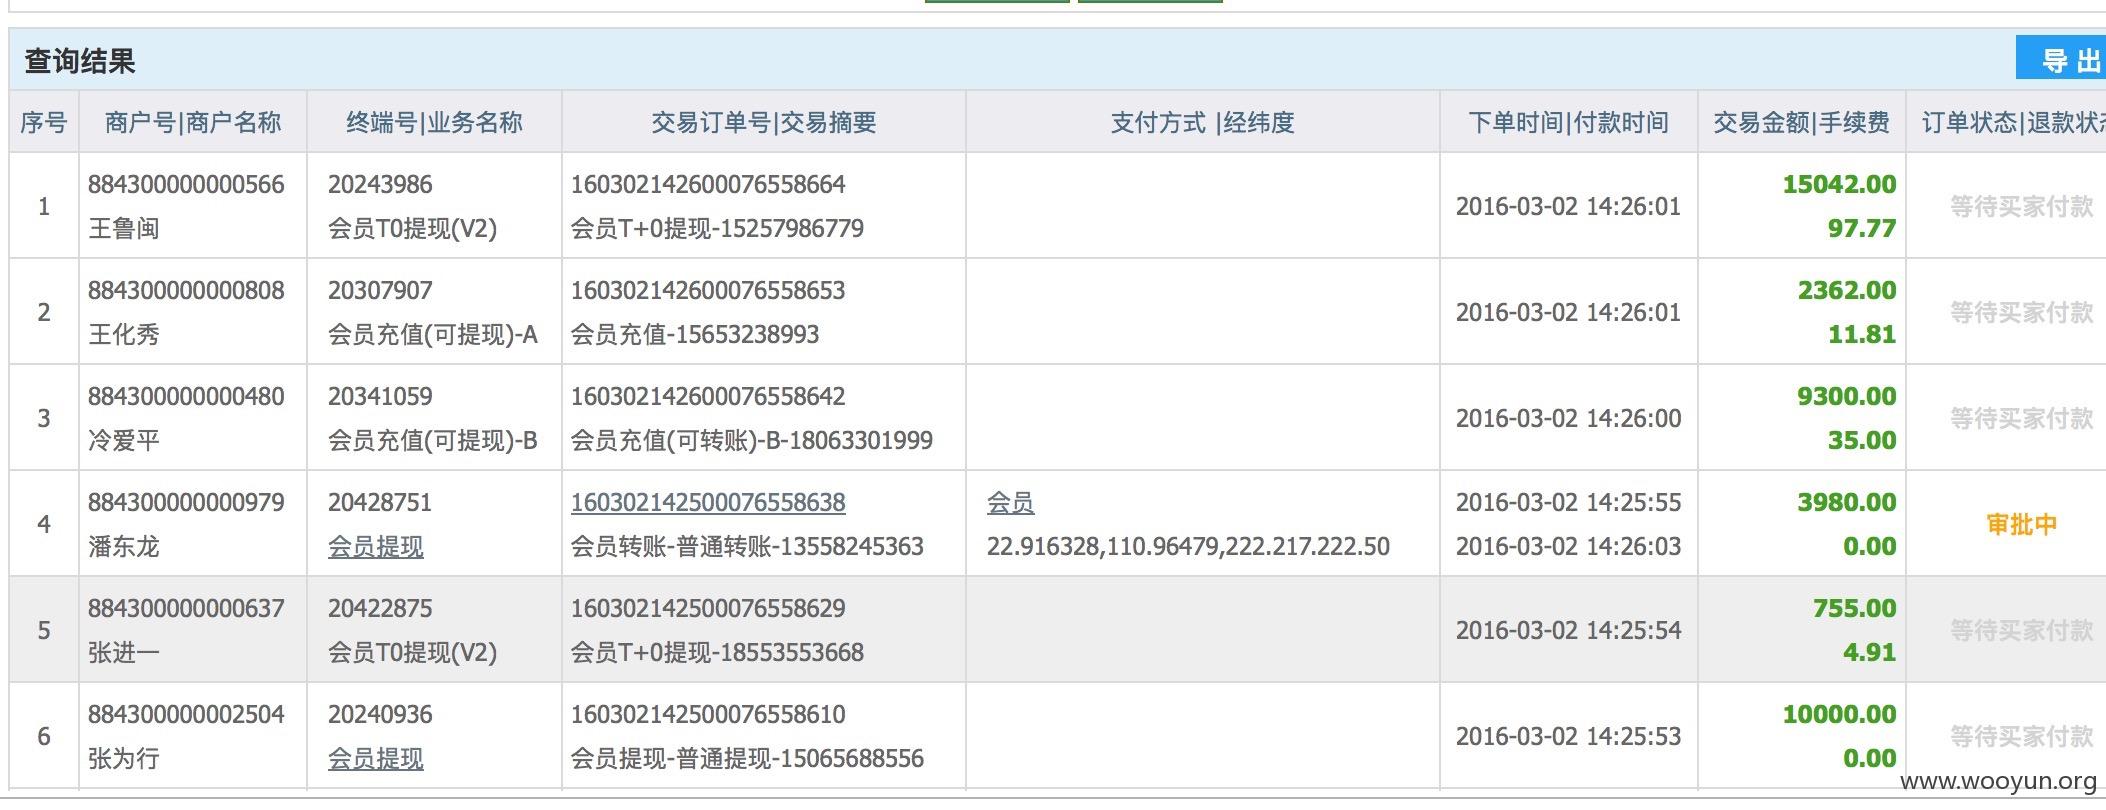 查询结果
导 出
序号 商户号|商户名称 终端号|业务名称 交易订单号|交易摘要 支付方式 |经纬度 下单时间|付款时间 交易金额|手续费 订单状态|退款状态
1 884300000000566 20243986 160302142600076558664 2016-03-02 14:26:01 15042.00 等待买家付款
王鲁闽 会员T0提现(V2) 会员T+0提现-15257986779 97.77
2 884300000000808 20307907 160302142600076558653 2016-03-02 14:26:01 2362.00 等待买家付款
王化秀 会员充值(可提现)-A 会员充值-15653238993 11.81
3 884300000000480 20341059 160302142600076558642 2016-03-02 14:26:00 9300.00 等待买家付款
冷爱平 会员充值(可提现)-B 会员充值(可转账)-B-18063301999 35.00
4 884300000000979 20428751 160302142500076558638 会员 2016-03-02 14:25:55 3980.00 审批中
潘东龙 会员提现 会员转账-普通转账-13558245363 22.916328,110.96479,222.217.222.50 2016-03-02 14:26:03 0.00
5 884300000000637 20422875 160302142500076558629 2016-03-02 14:25:54 755.00 等待买家付款
张进一 会员T0提现(V2) 会员T+0提现-18553553668 4.91
6 884300000002504 20240936 160302142500076558610 2016-03-02 14:25:53 10000.00 等待买家付款
张为行 会员提现 会员提现-普通提现-15065688556 0.00
www.wooyun.org